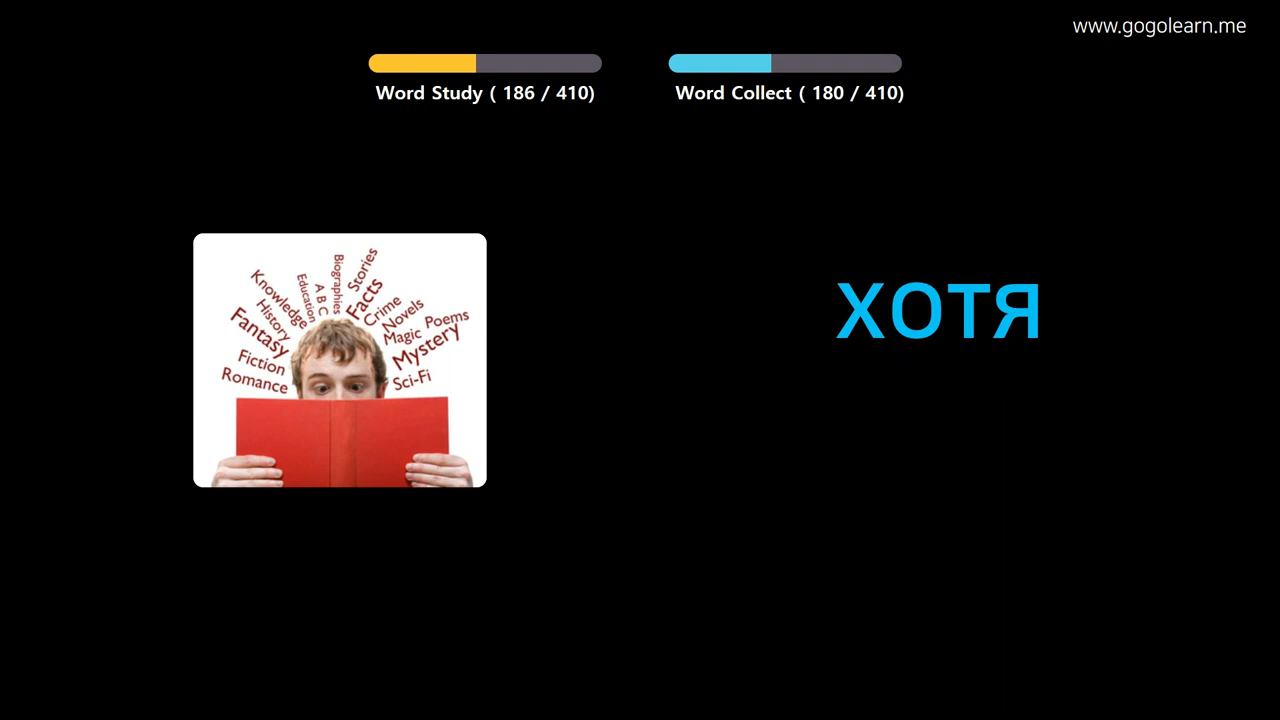 www.gogolearn.me
Word Study ( 186 / 410)
Word Collect ( 180 / 410)
Stories
Biographies
Facts
Knowledge
Education
A B C
Crime
History
Novels
Poems
Fantasy
Magic
Mystery
Fiction
Sci-Fi
Romance
хотя